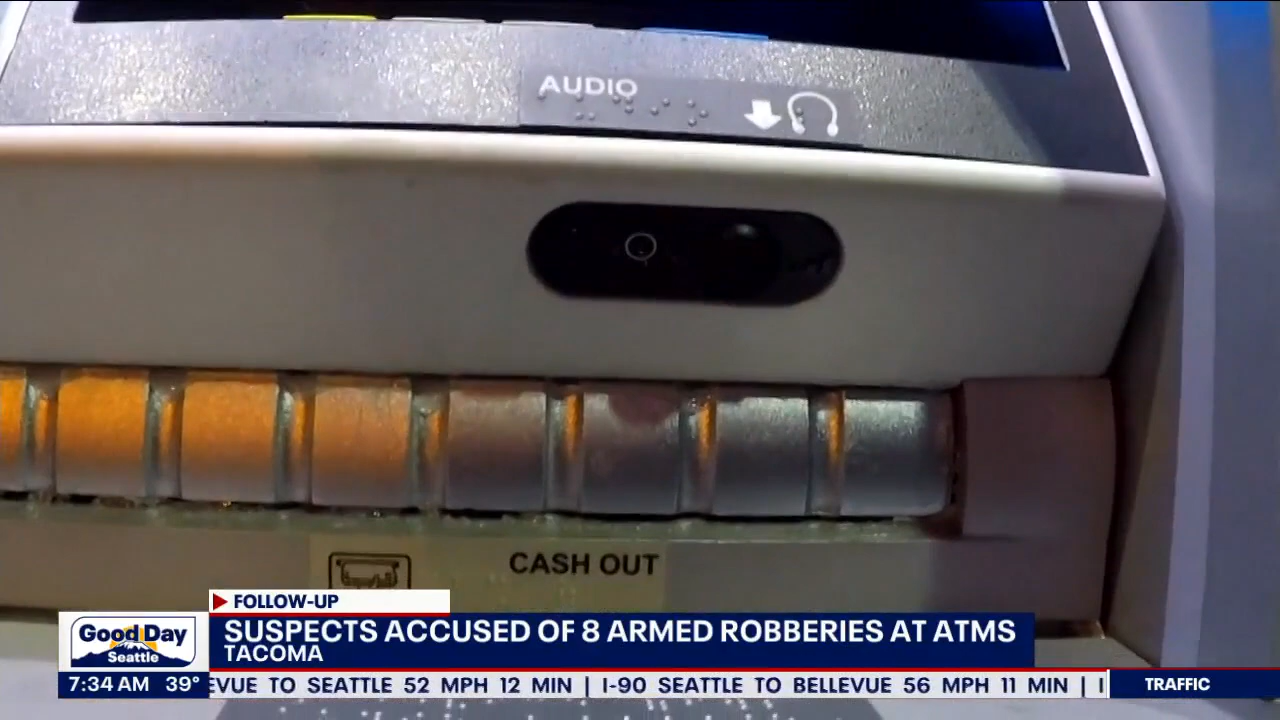 AUDIO
CASH OUT
FOLLOW-UP
Good Day
Seattle
SUSPECTS ACCUSED OF 8 ARMED ROBBERIES AT ATMS
TACOMA
7:34 AM 39°
EVUE TO SEATTLE 52 MPH 12 MIN | I-90 SEATTLE TO BELLEVUE 56 MPH 11 MIN | I
TRAFFIC